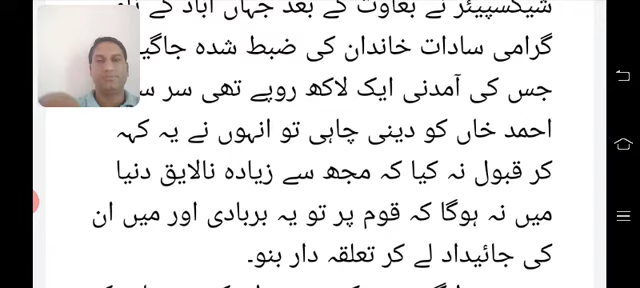 شیکسپیئر نے بغاوت کے بعد جہاں آباد کے نام
گرامی سادات خاندان کی ضبط شدہ
جس کی آمدنی ایک لاکھ روپے تھی سر
احمد خاں کو دینی چاہی تو انہوں نے یہ کہہ
کر قبول نہ کیا کہ مجھ سے زیادہ نالایق دنیا
میں نہ ہوگا کہ قوم پر تو یہ بربادی اور میں ان
کی جائیداد لے کر تعلقہ دار بنو۔